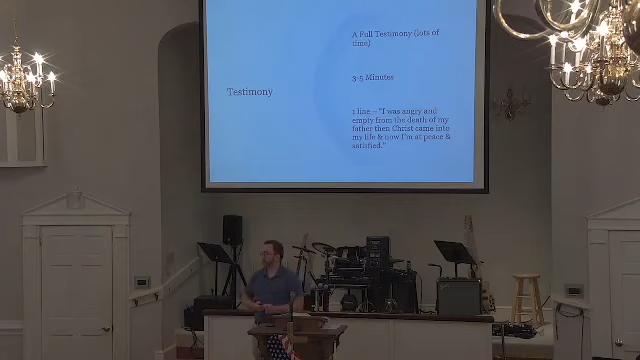 A Full Testimony (lots of
time)
3-5 Minutes
Testimony
1 line – "I was angry and
empty from the death of my
father then Christ came into
my life & now I'm at peace &
satisfied."